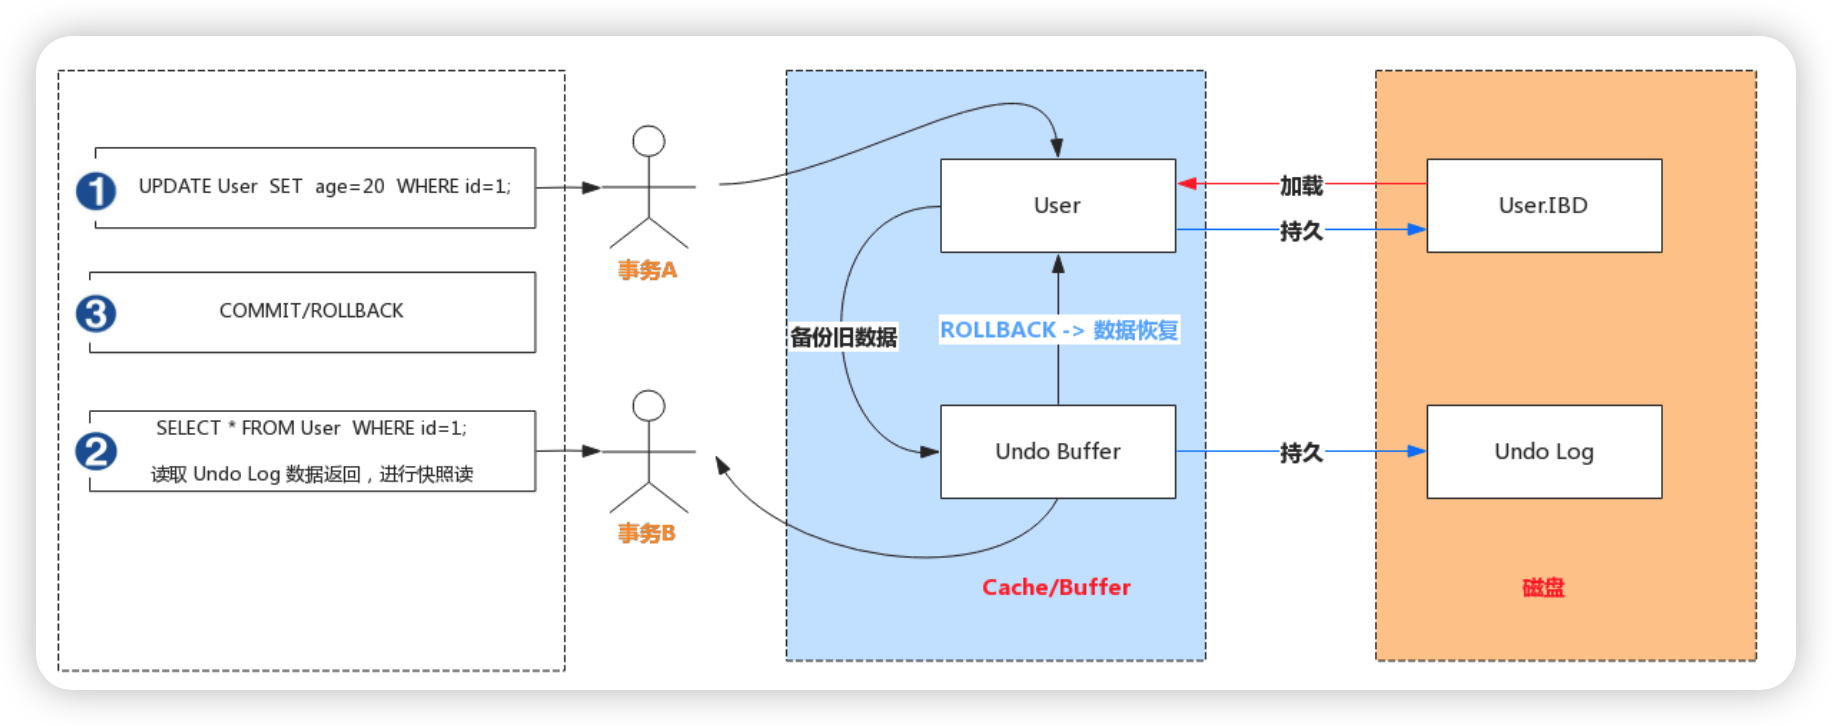 1
UPDATE User SET age=20 WHERE id=1;
事务A
3
COMMIT/ROLLBACK
2
SELECT * FROM User WHERE id=1;
读取 Undo Log 数据返回，进行快照读
事务B
User
备份旧数据
ROLLBACK -> 数据恢复
Undo Buffer
Cache/Buffer
加载
持久
持久
User.IBD
Undo Log
磁盘